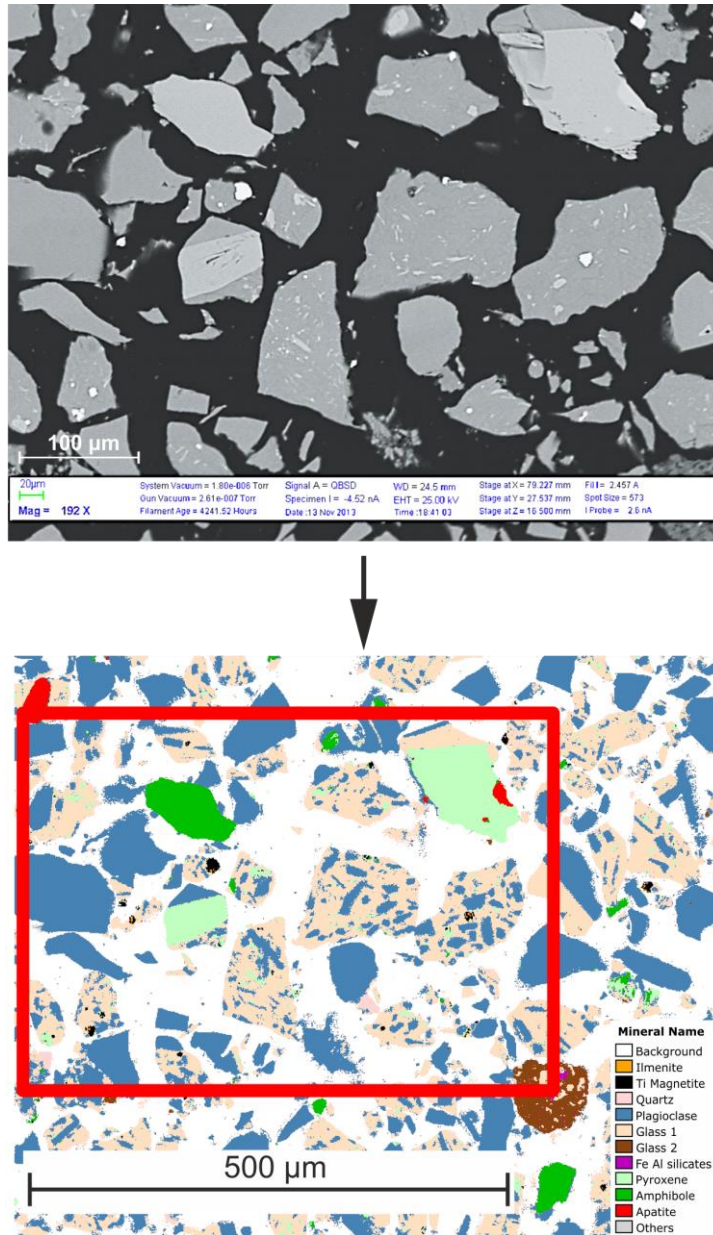 100 µm
20µm
Mag = 192 X
System Vacuum = 1.80e-006 Torr
Gun Vacuum = 2.61e-007 Torr
Filament Age = 4241.52 Hours
Signal A = QBSD
Specimen I = -4.52 nA
Date :13 Nov 2013
WD = 24.5 mm
EHT = 25.00 kV
Time :18:41:03
Stage at X = 79.227 mm
Stage at Y = 27.537 mm
Stage at Z = 16.500 mm
Fil I = 2.457 A
Spot Size = 573
I Probe = 2.6 nA
500 µm
Mineral Name
Background
Ilmenite
Ti Magnetite
Quartz
Plagioclase
Glass 1
Glass 2
Fe Al silicates
Pyroxene
Amphibole
Apatite
Others